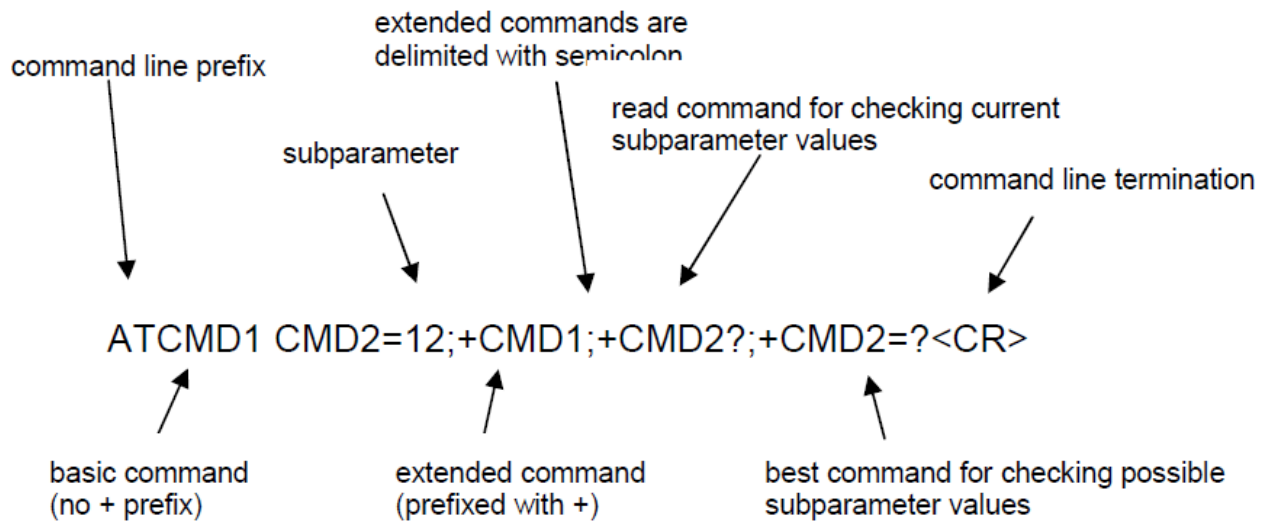 extended commands are
delimited with semicolon
command line prefix
read command for checking current
subparameter values
subparameter
command line termination
ATCMD1 CMD2=12;+CMD1;+CMD2?;+CMD2=?<CR>
basic command
(no + prefix)
extended command
(prefixed with +)
best command for checking possible
subparameter values